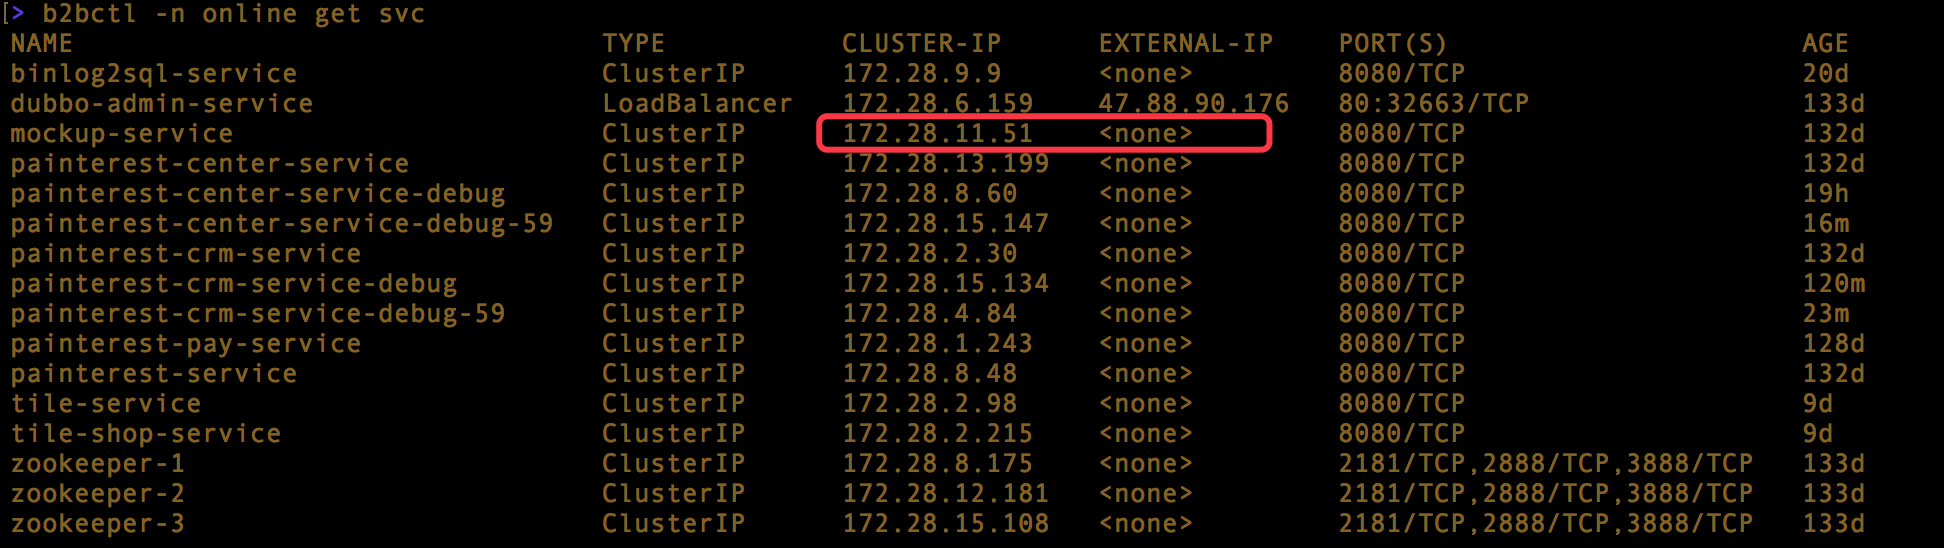 [> b2bctl -n online get svc
NAME TYPE CLUSTER-IP EXTERNAL-IP PORT(S) AGE
binlog2sql-service ClusterIP 172.28.9.9 <none> 8080/TCP 20d
dubbo-admin-service LoadBalancer 172.28.6.159 47.88.90.176 80:32663/TCP 133d
mockup-service ClusterIP 172.28.11.51 <none> 8080/TCP 132d
painterest-center-service ClusterIP 172.28.13.199 <none> 8080/TCP 132d
painterest-center-service-debug ClusterIP 172.28.8.60 <none> 8080/TCP 19h
painterest-center-service-debug-59 ClusterIP 172.28.15.147 <none> 8080/TCP 16m
painterest-crm-service ClusterIP 172.28.2.30 <none> 8080/TCP 132d
painterest-crm-service-debug ClusterIP 172.28.15.134 <none> 8080/TCP 120m
painterest-crm-service-debug-59 ClusterIP 172.28.4.84 <none> 8080/TCP 23m
painterest-pay-service ClusterIP 172.28.1.243 <none> 8080/TCP 128d
painterest-service ClusterIP 172.28.8.48 <none> 8080/TCP 132d
tile-service ClusterIP 172.28.2.98 <none> 8080/TCP 9d
tile-shop-service ClusterIP 172.28.2.215 <none> 8080/TCP 9d
zookeeper-1 ClusterIP 172.28.8.175 <none> 2181/TCP,2888/TCP,3888/TCP 133d
zookeeper-2 ClusterIP 172.28.12.181 <none> 2181/TCP,2888/TCP,3888/TCP 133d
zookeeper-3 ClusterIP 172.28.15.108 <none> 2181/TCP,2888/TCP,3888/TCP 133d